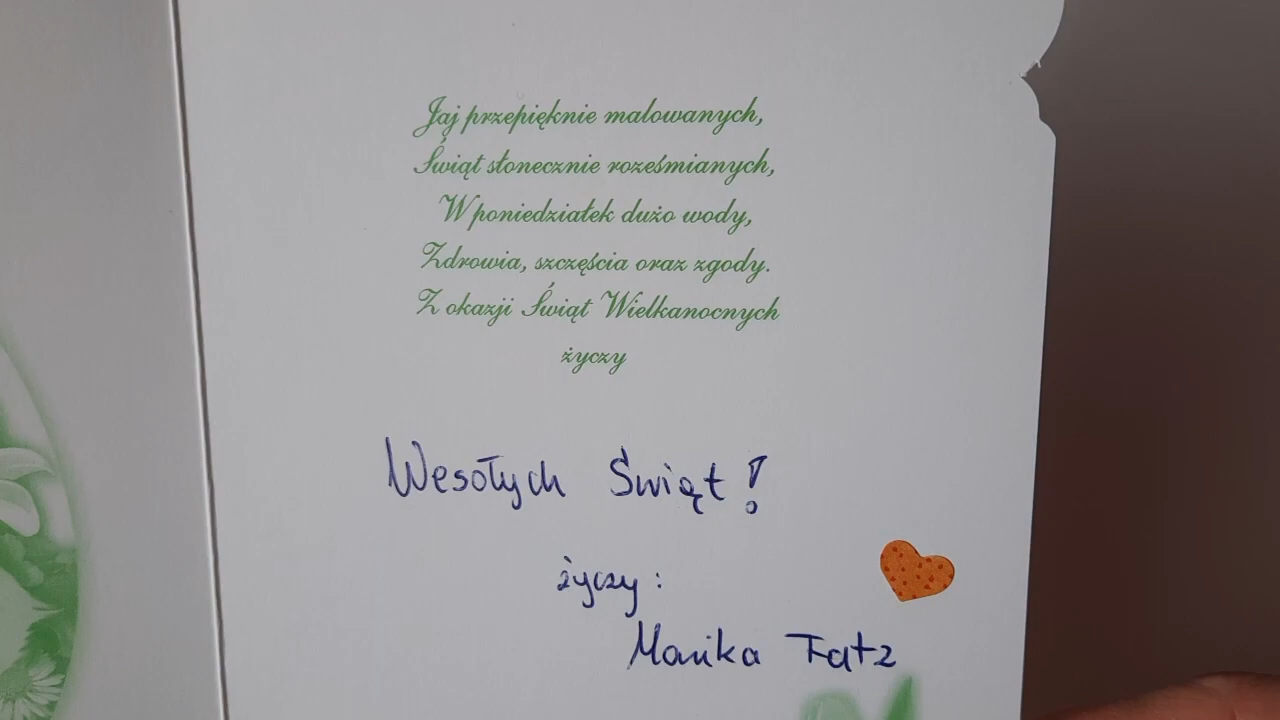 Jaj przepięknie malowanych,
Świąt słonecznie roześmianych,
W poniedziałek dużo wody,
Zdrowia, szczęścia oraz zgody.
Z okazji Świąt Wielkanocnych
życzy
Wesołych Świąt!
życzy:
Monika